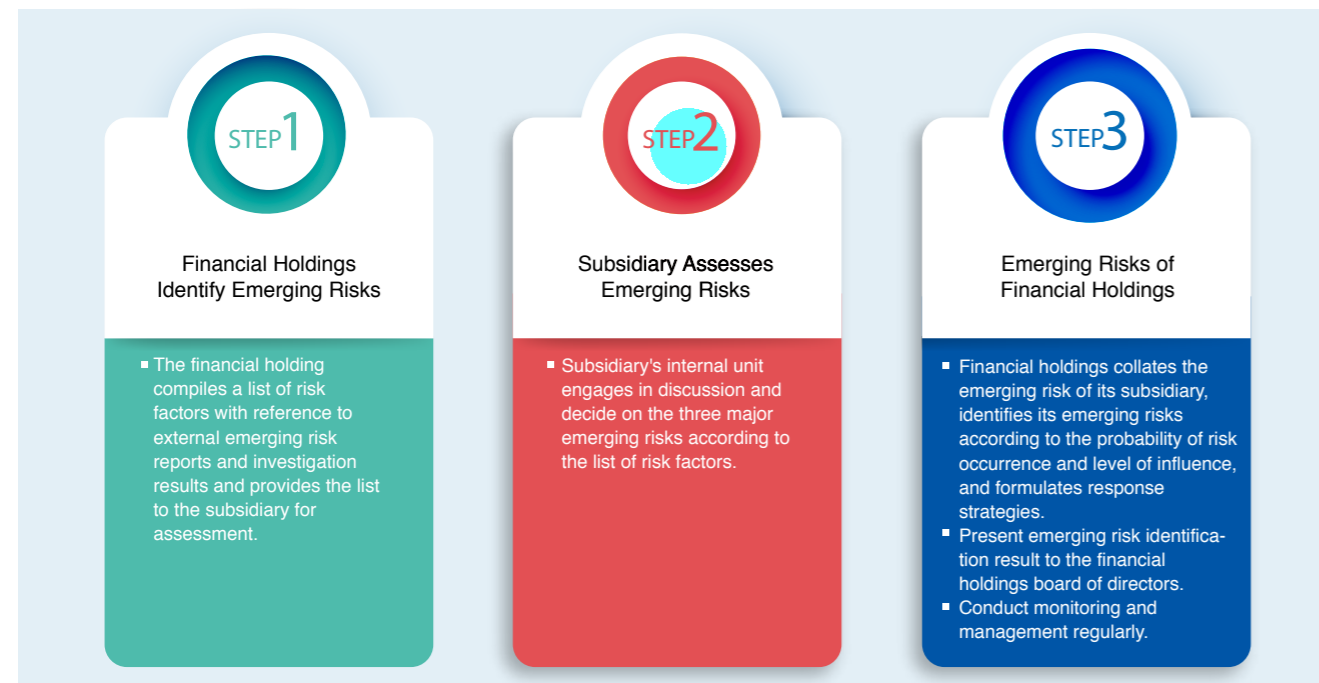 STEP1
Financial Holdings
Identify Emerging Risks
The financial holding
compiles a list of risk
factors with reference to
external emerging risk
reports and investigation
results and provides the list
to the subsidiary for
assessment.
STEP2
Subsidiary Assesses
Emerging Risks
Subsidiary's internal unit
engages in discussion and
decide on the three major
emerging risks according to
the list of risk factors.
STEP3
Emerging Risks of
Financial Holdings
Financial holdings collates the
emerging risk of its subsidiary,
identifies its emerging risks
according to the probability of risk
occurrence and level of influence,
and formulates response
strategies.
Present emerging risk identifica-
tion result to the financial
holdings board of directors.
Conduct monitoring and
management regularly.